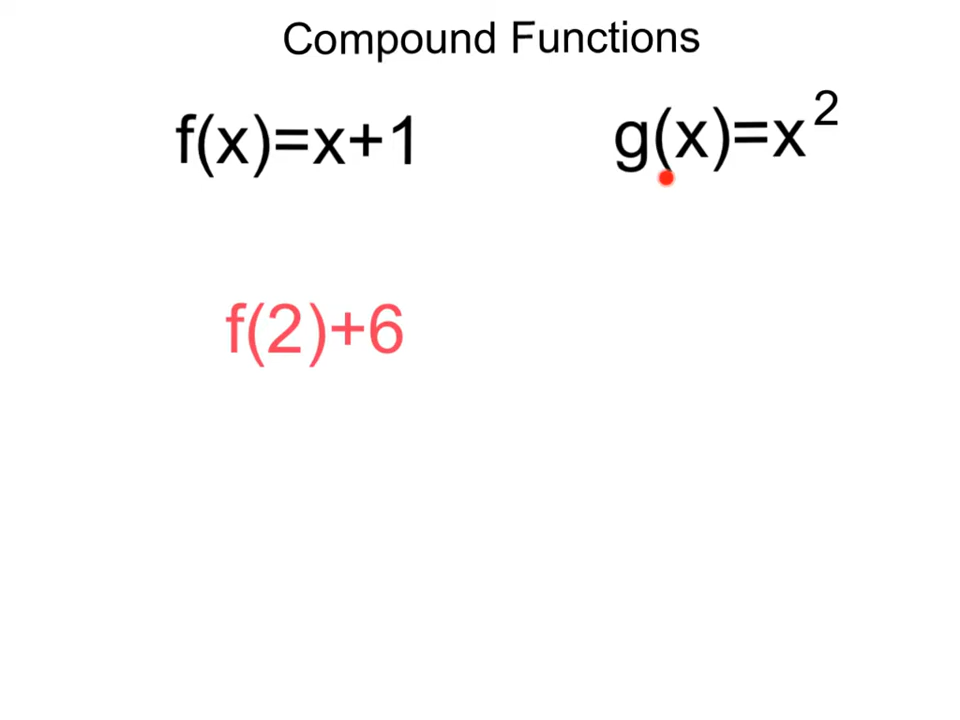 Compound Functions
f(x)=x+1 g(x)=x²
f(2)+6